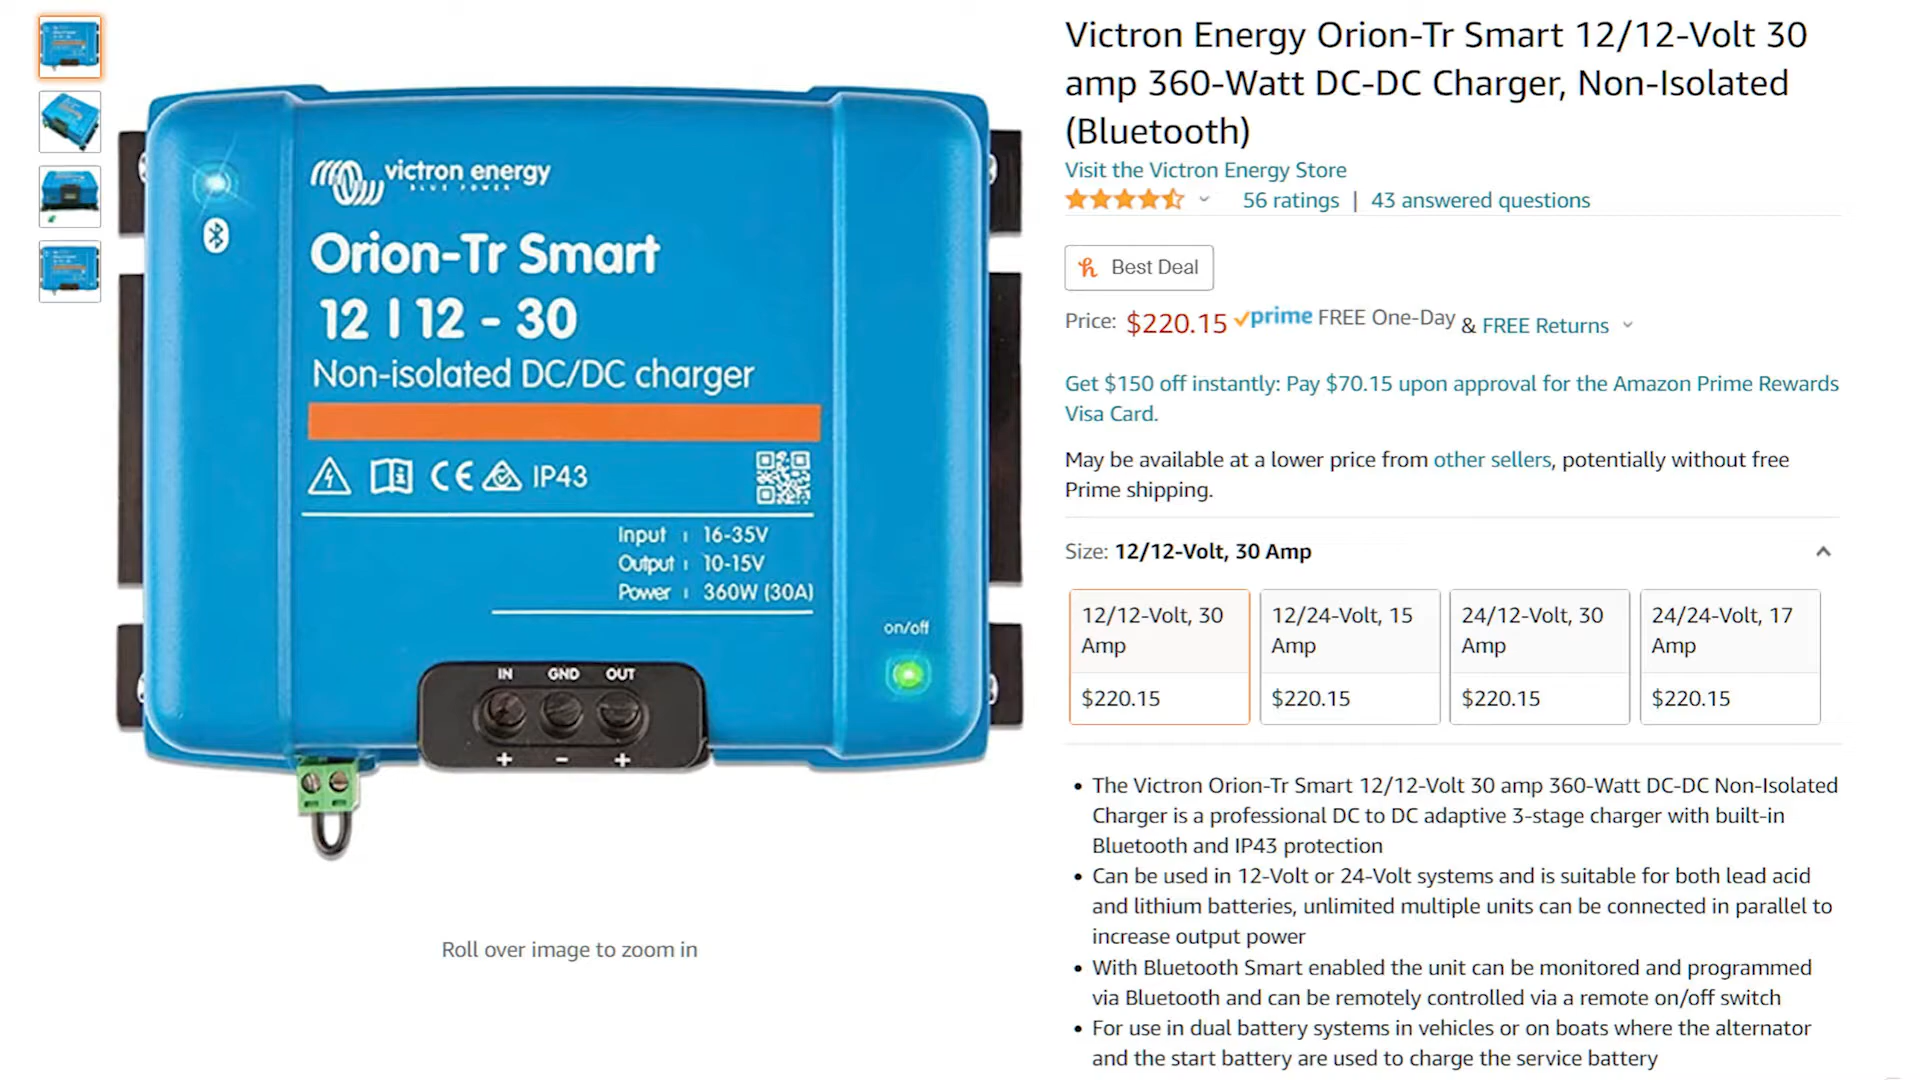 Victron Energy Orion-Tr Smart 12/12-Volt 30
amp 360-Watt DC-DC Charger, Non-Isolated
(Bluetooth)
Visit the Victron Energy Store
56 ratings | 43 answered questions
Best Deal
Price: $220.15 prime FREE One-Day & FREE Returns
Get $150 off instantly: Pay $70.15 upon approval for the Amazon Prime Rewards
Visa Card.
May be available at a lower price from other sellers, potentially without free
Prime shipping.
Size: 12/12-Volt, 30 Amp
12/12-Volt, 30
Amp
$220.15
12/24-Volt, 15
Amp
$220.15
24/12-Volt, 30
Amp
$220.15
24/24-Volt, 17
Amp
$220.15
• The Victron Orion-Tr Smart 12/12-Volt 30 amp 360-Watt DC-DC Non-Isolated
Charger is a professional DC to DC adaptive 3-stage charger with built-in
Bluetooth and IP43 protection
• Can be used in 12-Volt or 24-Volt systems and is suitable for both lead acid
and lithium batteries, unlimited multiple units can be connected in parallel to
increase output power
• With Bluetooth Smart enabled the unit can be monitored and programmed
via Bluetooth and can be remotely controlled via a remote on/off switch
• For use in dual battery systems in vehicles or on boats where the alternator
and the start battery are used to charge the service battery
victron energy
BLUE POWER
Orion-Tr Smart
12 | 12 - 30
Non-isolated DC/DC charger
CE IP43
Input : 16-35V
Output : 10-15V
Power : 360W (30A)
on/off
IN GND OUT
+ - +
Roll over image to zoom in